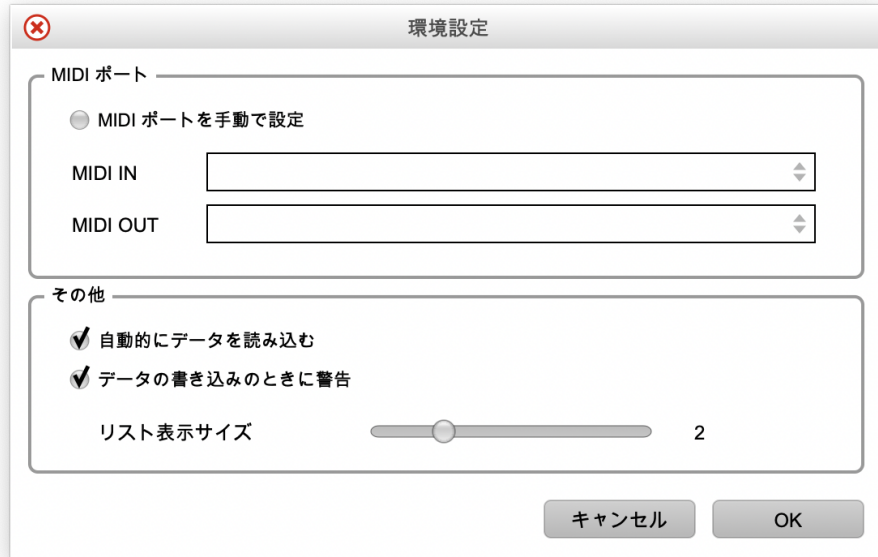 環境設定
MIDI ポート
MIDI ポートを手動で設定
MIDI IN
MIDI OUT
その他
自動的にデータを読み込む
データの書き込みのときに警告
リスト表示サイズ 2
キャンセル OK